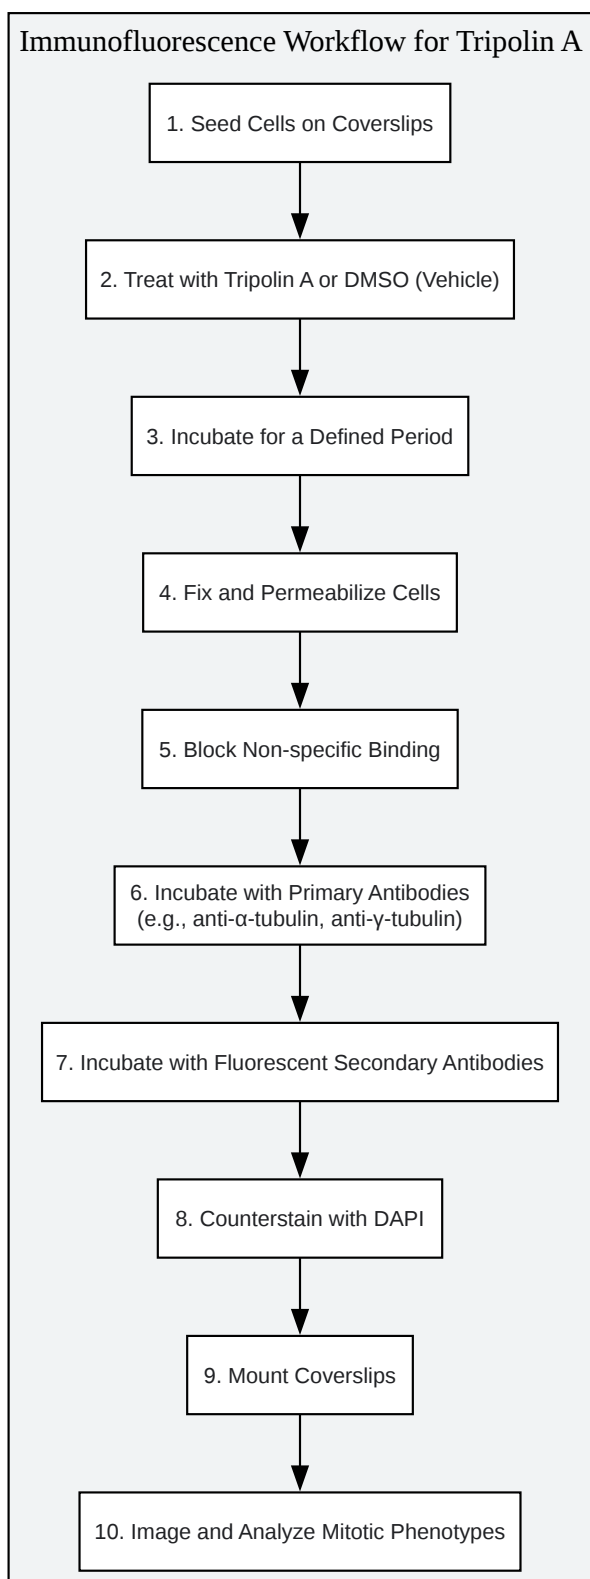 Immunofluorescence Workflow for Tripolin A
1. Seed Cells on Coverslips
2. Treat with Tripolin A or DMSO (Vehicle)
3. Incubate for a Defined Period
4. Fix and Permeabilize Cells
5. Block Non-specific Binding
6. Incubate with Primary Antibodies
(e.g., anti-α-tubulin, anti-γ-tubulin)
7. Incubate with Fluorescent Secondary Antibodies
8. Counterstain with DAPI
9. Mount Coverslips
10. Image and Analyze Mitotic Phenotypes